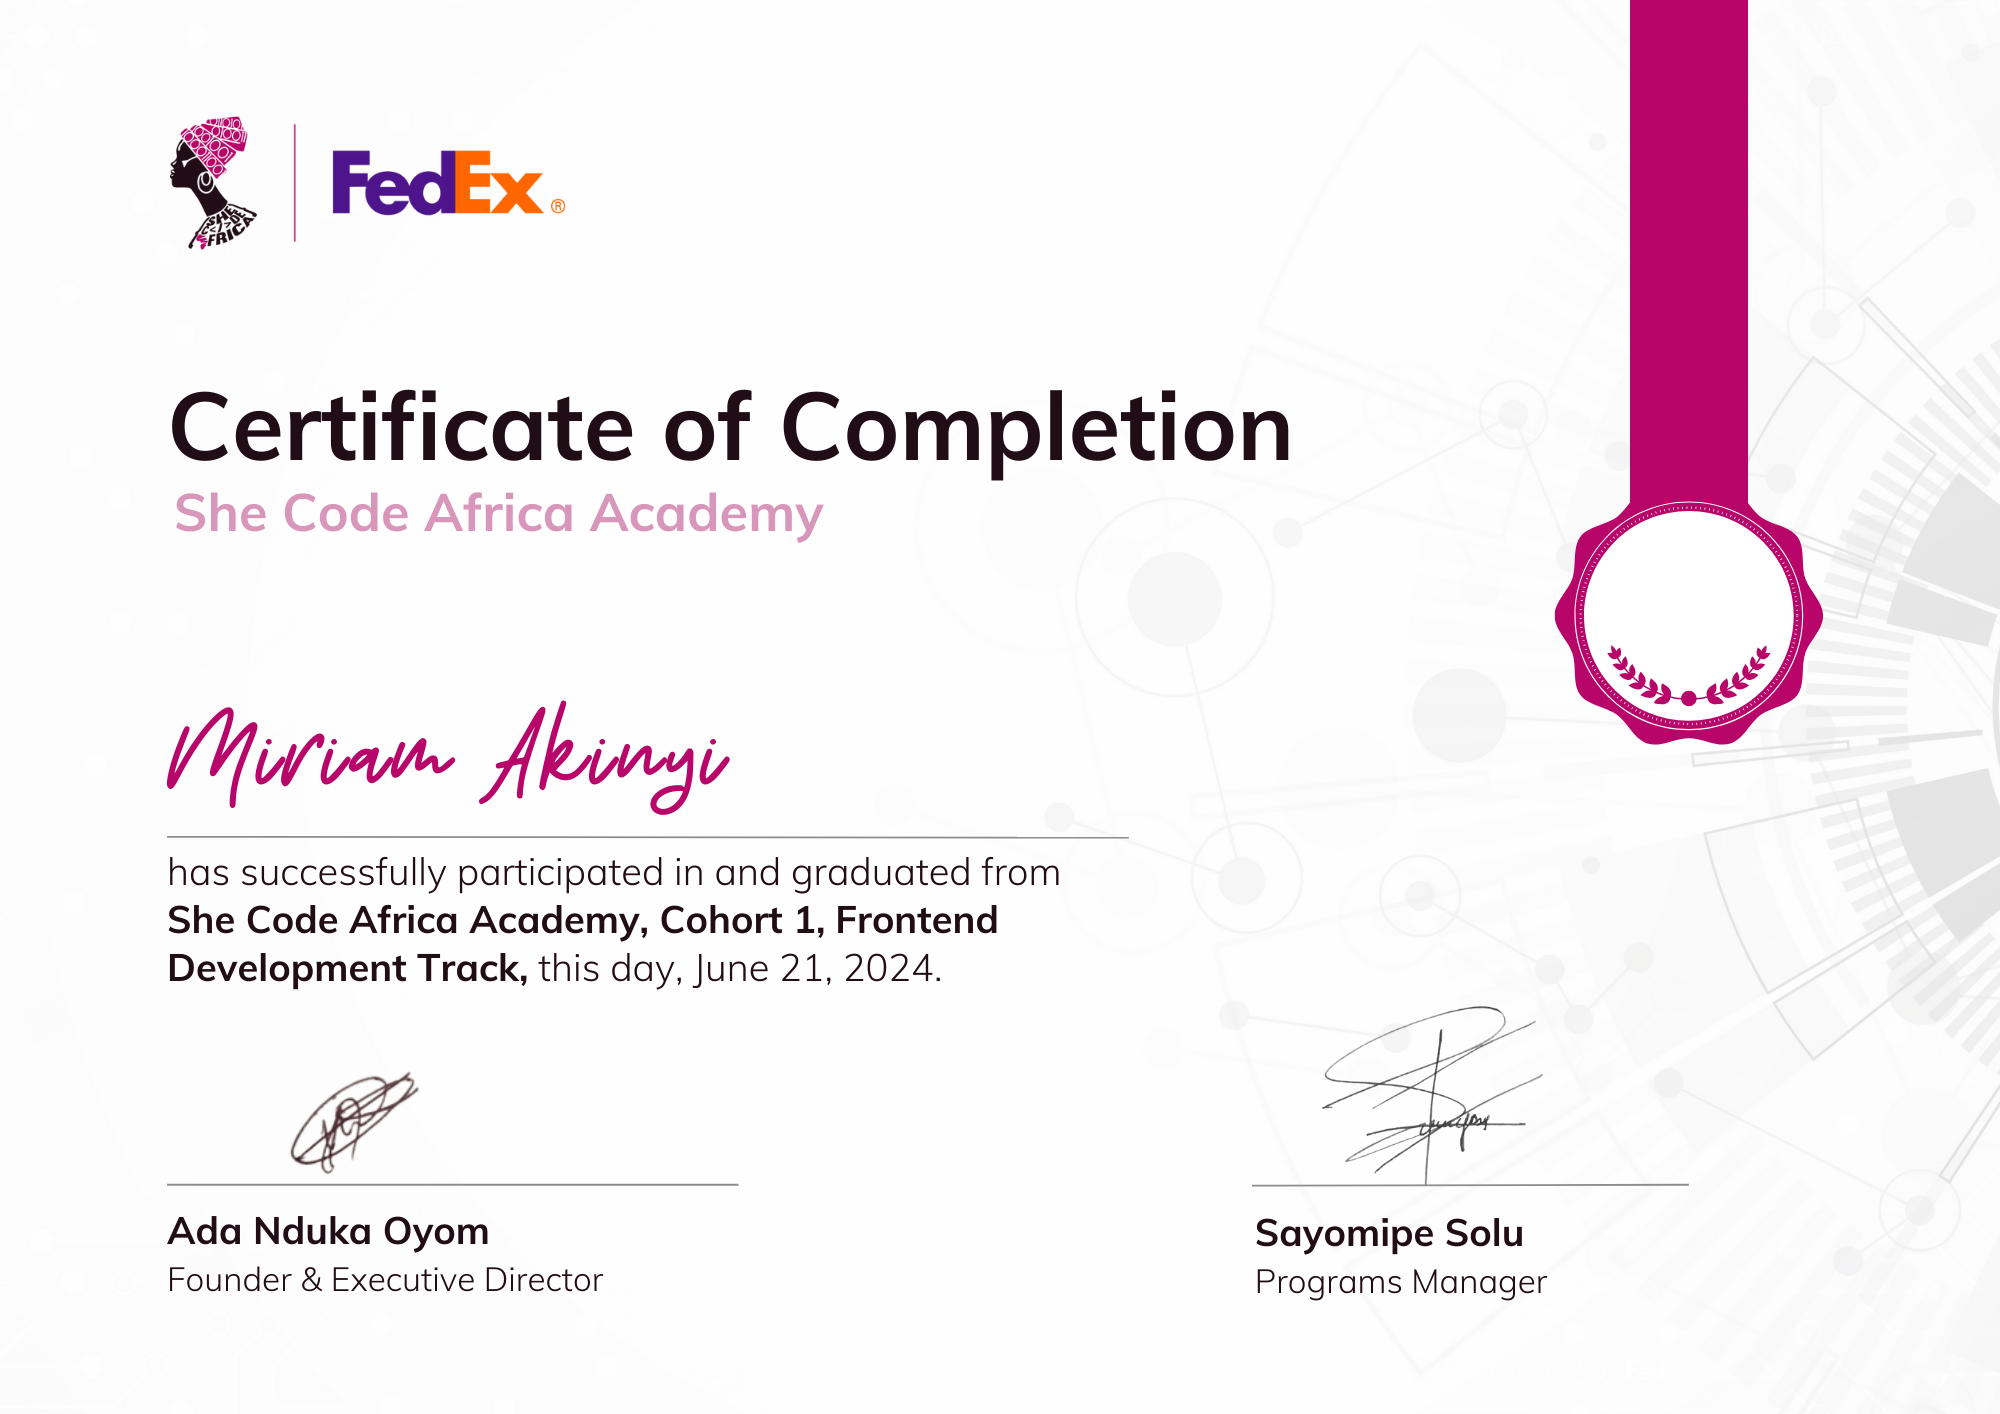 SHE
C</>DE
AFRICA
FedEx®
Certificate of Completion
She Code Africa Academy
Miriam Akinyi
has successfully participated in and graduated from
She Code Africa Academy, Cohort 1, Frontend
Development Track, this day, June 21, 2024.
Ada Nduka Oyom
Founder & Executive Director
Sayomipe Solu
Programs Manager